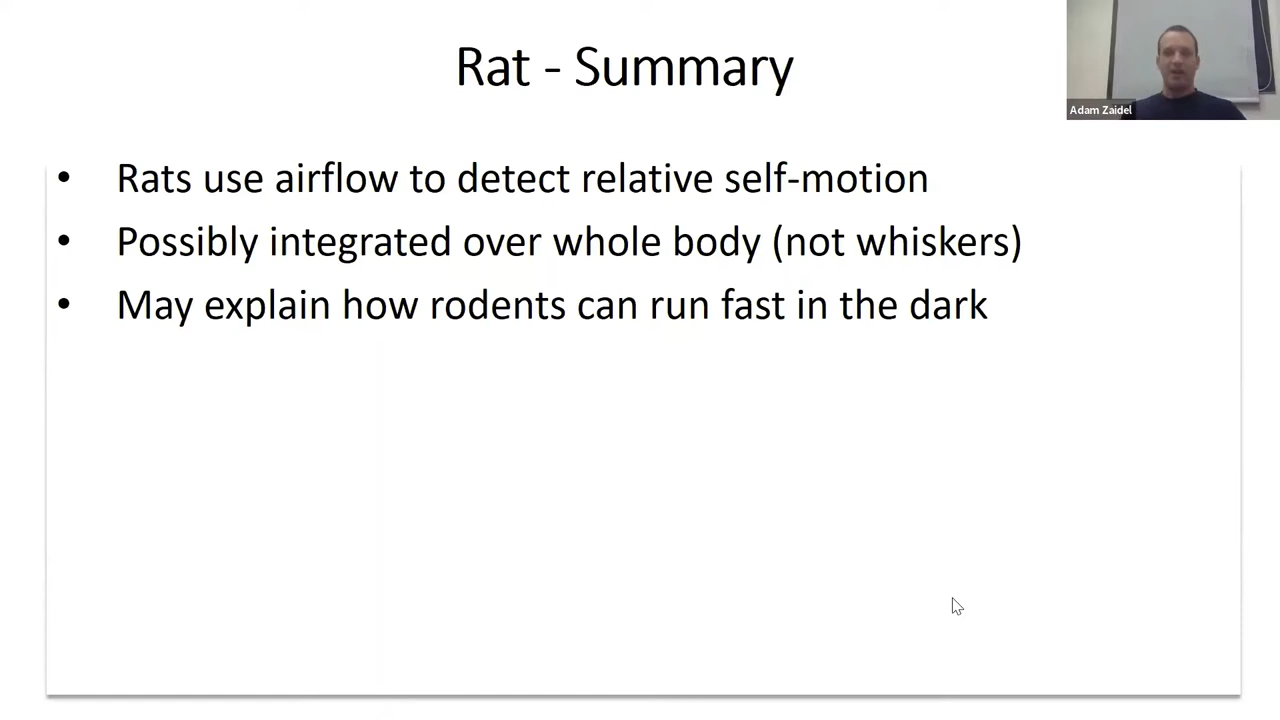 Rat - Summary
Adam Zaidel
• Rats use airflow to detect relative self-motion
• Possibly integrated over whole body (not whiskers)
• May explain how rodents can run fast in the dark